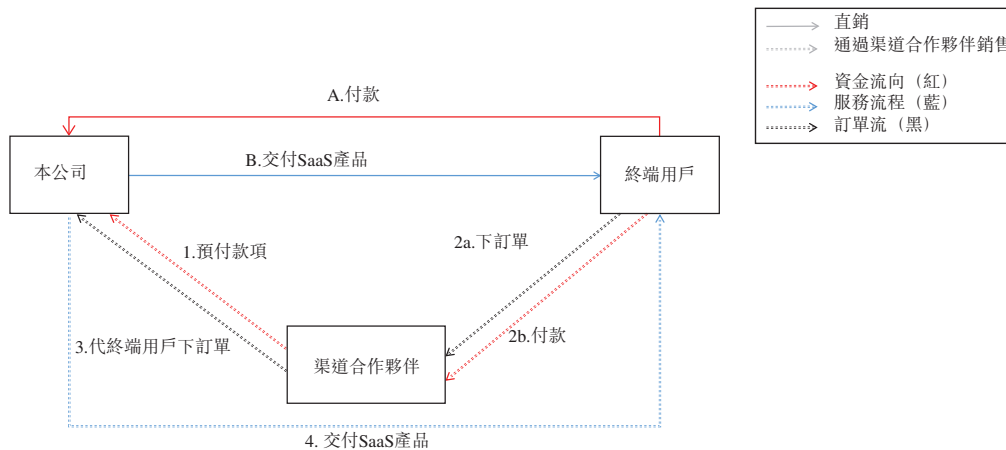 直銷
通過渠道合作夥伴銷售
資金流向（紅）
服務流程（藍）
訂單流（黑）
A.付款
本公司
B.交付SaaS產品
終端用戶
2a.下訂單
1.預付款項
2b.付款
3.代終端用戶下訂單
渠道合作夥伴
4. 交付SaaS產品